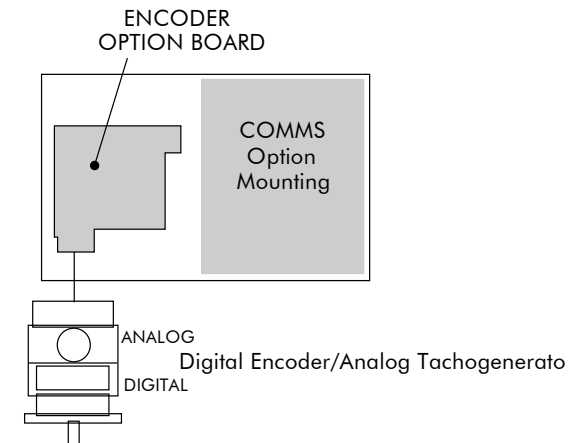 ENCODER
OPTION BOARD
COMMS
Option
Mounting
ANALOG
Digital Encoder/Analog Tachogenerato
DIGITAL